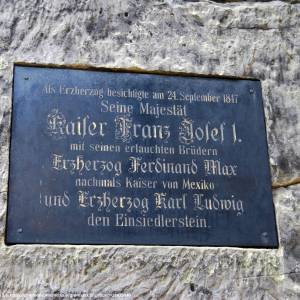 Als Erzherzog besichtigte am 24. September 1847
Seine Majestät
Kaiser Franz Josef I.
mit seinen erlauchten Brüdern
Erzherzog Ferdinand Max
nachmals Kaiser von Mexiko
und Erzherzog Karl Ludwig
den Einsiedlerstein.